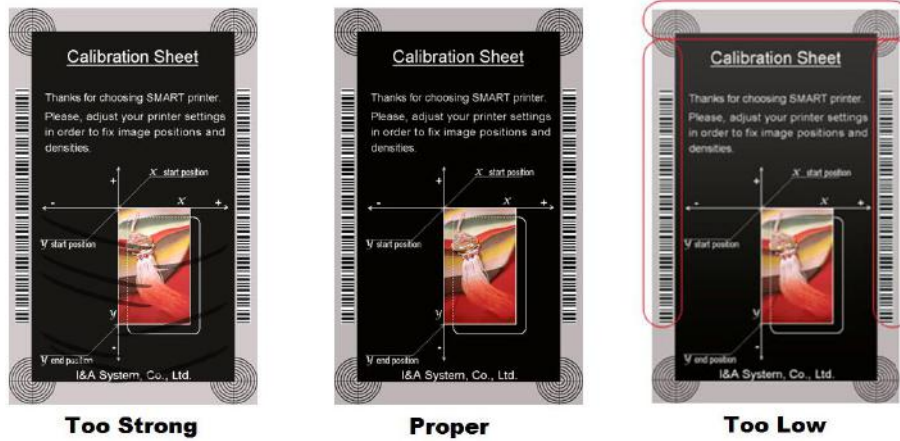 Calibration Sheet
Thanks for choosing SMART printer.
Please, adjust your printer settings
in order to fix image positions and
densities.
x start position
+
- x +
y start position
y
-
y end position
I&A System, Co., Ltd.
Too Strong
Calibration Sheet
Thanks for choosing SMART printer.
Please, adjust your printer settings
in order to fix image positions and
densities.
x start position
+
- x +
y start position
y
-
y end position
I&A System, Co., Ltd.
Proper
Calibration Sheet
Thanks for choosing SMART printer.
Please, adjust your printer settings
in order to fix image positions and
densities.
x start position
+
- x +
y start position
y
-
y end position
I&A System, Co., Ltd.
Too Low